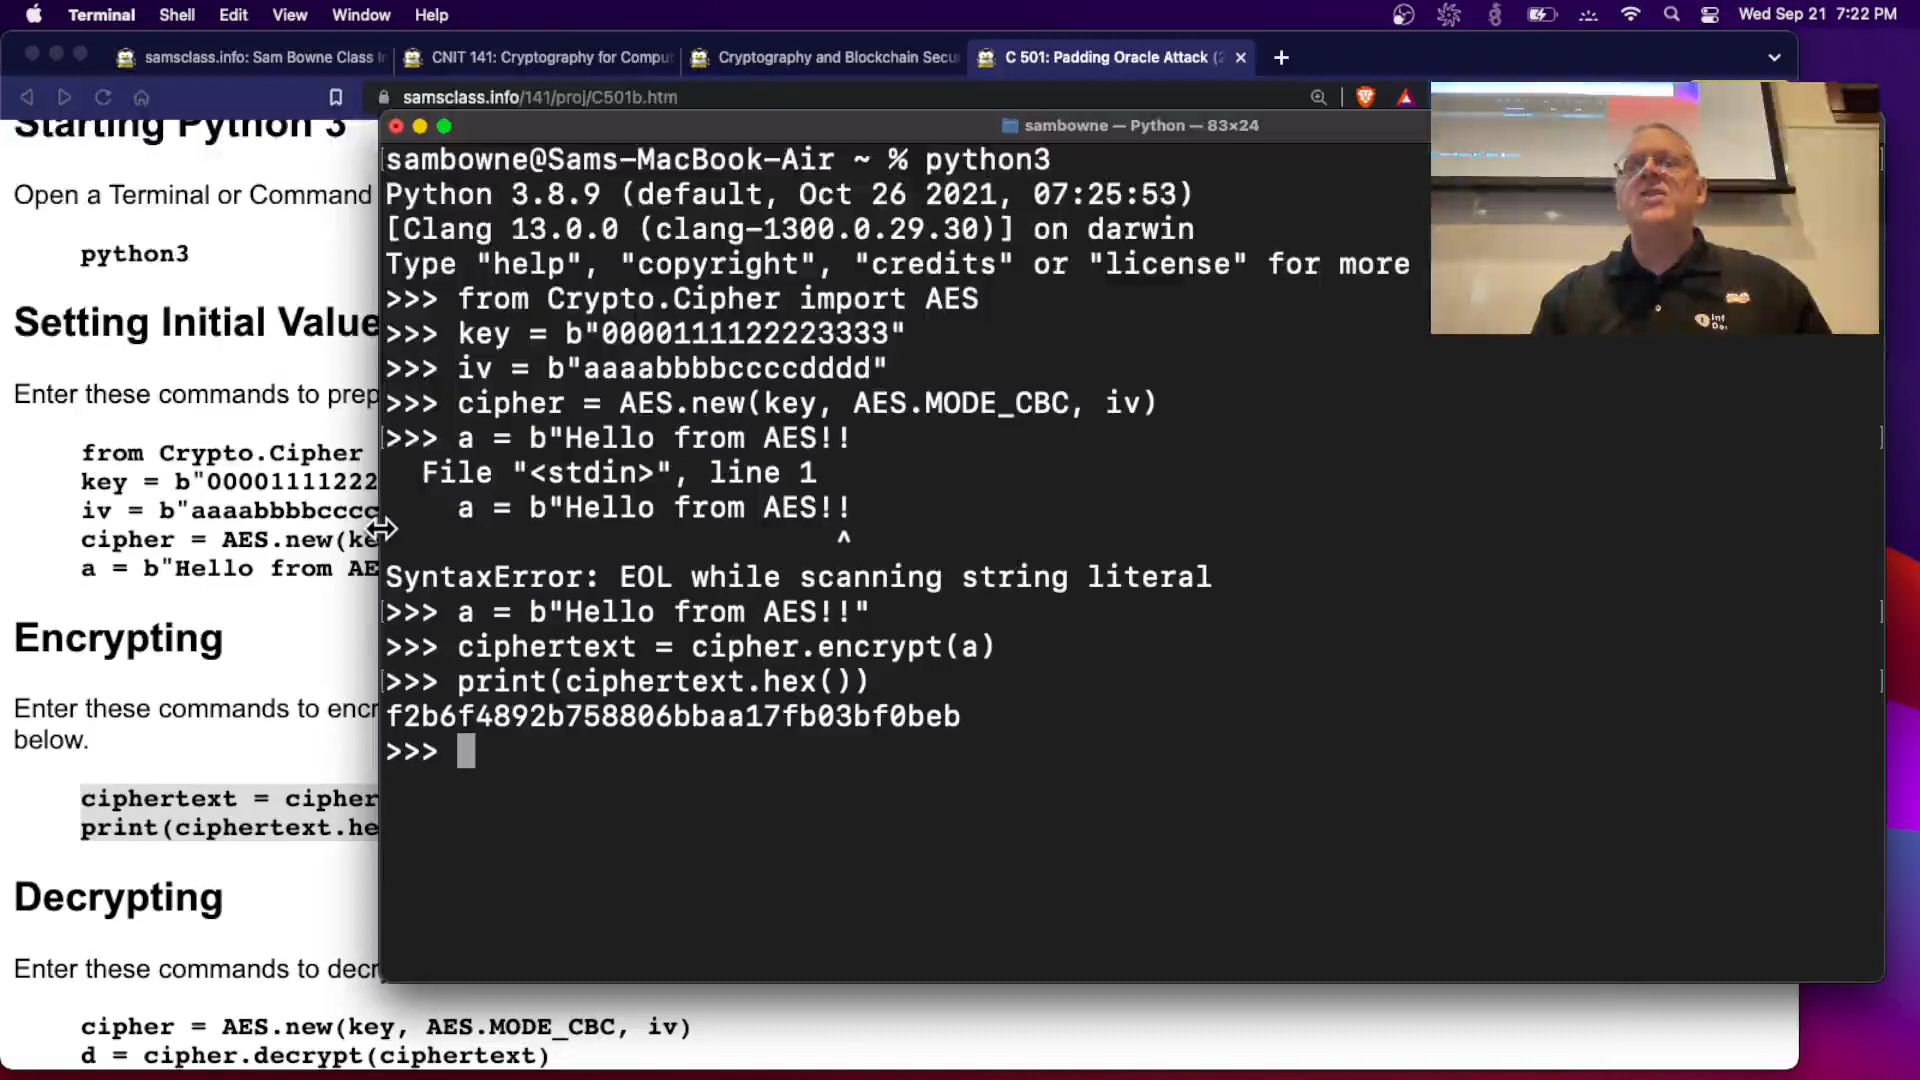 Terminal Shell Edit View Window Help Wed Sep 21 7:22 PM
samsclass.info: Sam Bowne Class In CNIT 141: Cryptography for Comput Cryptography and Blockchain Secu C 501: Padding Oracle Attack (2
samsclass.info/141/proj/C501b.htm
Starting Python 3
Open a Terminal or Command
python3
Setting Initial Value
Enter these commands to prep
from Crypto.Cipher
key = b"00001111222
iv = b"aaaabbbbcccc
cipher = AES.new(ke
a = b"Hello from AE
Encrypting
Enter these commands to encr
below.
ciphertext = cipher
print(ciphertext.he
Decrypting
Enter these commands to decr
cipher = AES.new(key, AES.MODE_CBC, iv)
d = cipher.decrypt(ciphertext)
sambowne — Python — 83×24
sambowne@Sams-MacBook-Air ~ % python3
Python 3.8.9 (default, Oct 26 2021, 07:25:53)
[Clang 13.0.0 (clang-1300.0.29.30)] on darwin
Type "help", "copyright", "credits" or "license" for more
>>> from Crypto.Cipher import AES
>>> key = b"0000111122223333"
>>> iv = b"aaaabbbbccccdddd"
>>> cipher = AES.new(key, AES.MODE_CBC, iv)
>>> a = b"Hello from AES!!
File "<stdin>", line 1
a = b"Hello from AES!!
^
SyntaxError: EOL while scanning string literal
>>> a = b"Hello from AES!!"
>>> ciphertext = cipher.encrypt(a)
>>> print(ciphertext.hex())
f2b6f4892b758806bbaa17fb03bf0beb
>>>